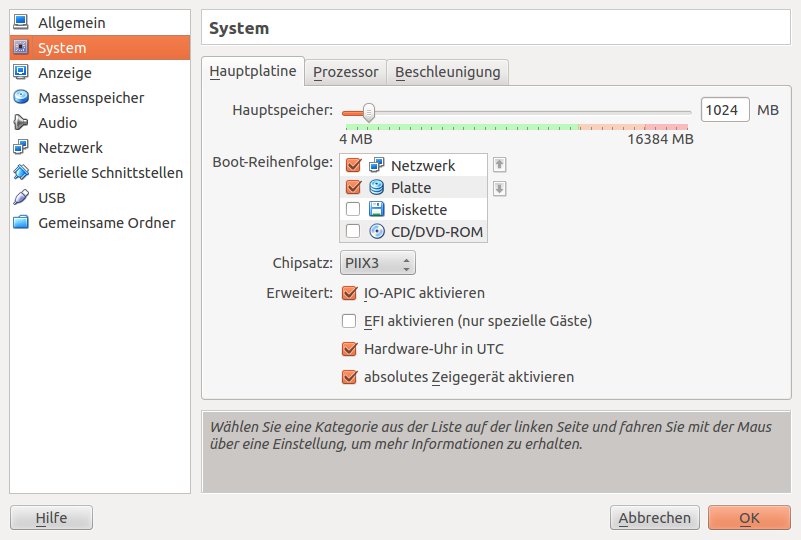 Allgemein
System
Anzeige
Massenspeicher
Audio
Netzwerk
Serielle Schnittstellen
USB
Gemeinsame Ordner
System
Hauptplatine Prozessor Beschleunigung
Hauptspeicher: 1024 MB
4 MB 16384 MB
Boot-Reihenfolge: Netzwerk
Platte
Diskette
CD/DVD-ROM
Chipsatz: PIIX3
Erweitert: IO-APIC aktivieren
EFI aktivieren (nur spezielle Gäste)
Hardware-Uhr in UTC
absolutes Zeigegerät aktivieren
Wählen Sie eine Kategorie aus der Liste auf der linken Seite und fahren Sie mit der Maus
über eine Einstellung, um mehr Informationen zu erhalten.
Hilfe Abbrechen OK